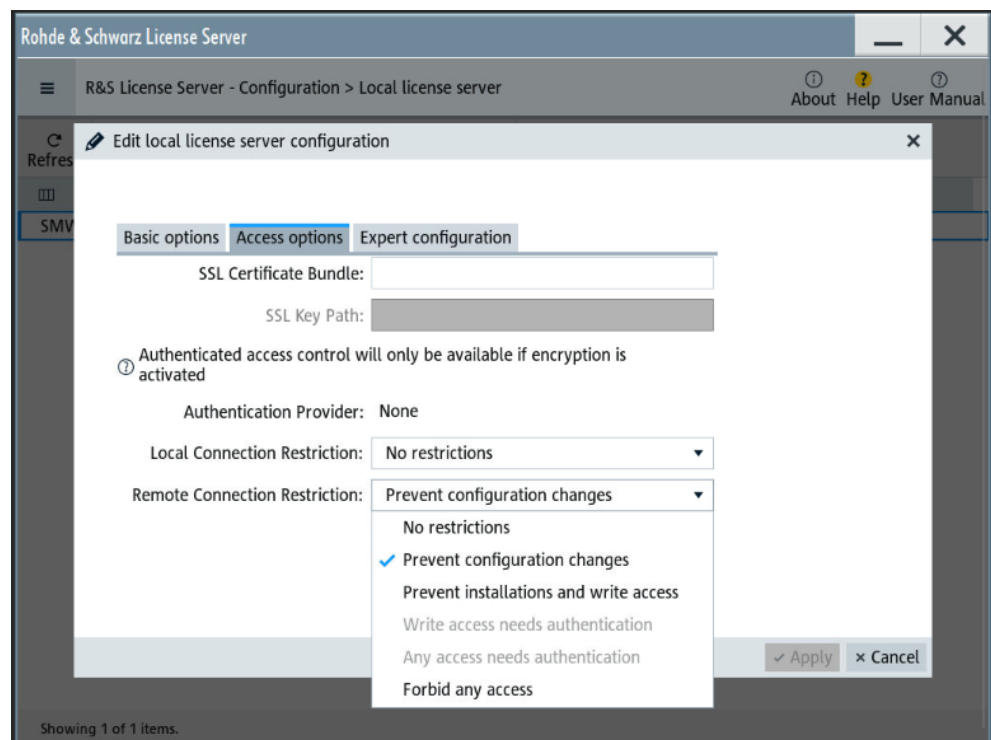 Rohde & Schwarz License Server
R&S License Server - Configuration > Local license server
About Help User Manual
Refres
Edit local license server configuration
SMW
Basic options Access options Expert configuration
SSL Certificate Bundle:
SSL Key Path:
Authenticated access control will only be available if encryption is
activated
Authentication Provider: None
Local Connection Restriction: No restrictions
Remote Connection Restriction: Prevent configuration changes
No restrictions
Prevent configuration changes
Prevent installations and write access
Write access needs authentication
Any access needs authentication
Forbid any access
Apply Cancel
Showing 1 of 1 items.